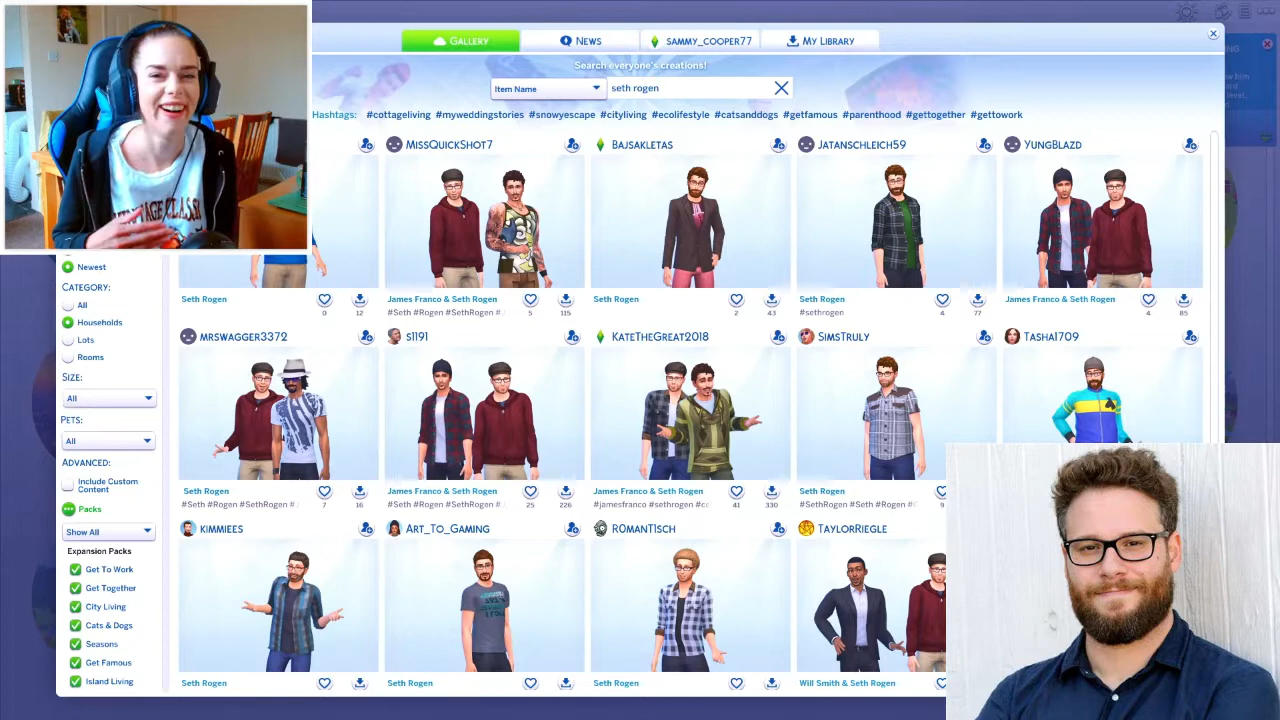 GALLERY
NEWS
SAMMY_COOPER77
MY LIBRARY
Search everyone's creations!
Item Name
seth rogen
Hashtags: #cottageliving #myweddingstories #snowyescape #cityliving #ecolifestyle #catsanddogs #getfamous #parenthood #gettogether #gettowork
MISSQUICKSHOT7
BAJSAKLETAS
JATANSCHLEICH59
YUNGBLAZD
Newest
CATEGORY:
All
Households
Lots
Rooms
SIZE:
All
PETS:
All
ADVANCED:
Include Custom
Content
Packs
Show All
Expansion Packs
Get To Work
Get Together
City Living
Cats & Dogs
Seasons
Get Famous
Island Living
Seth Rogen
0 12
James Franco & Seth Rogen
#Seth #Rogen #SethRogen #J
5 115
Seth Rogen
2 43
Seth Rogen
#sethrogen
4 77
James Franco & Seth Rogen
4 85
MRSWAGGER3372
S1191
KATETHEGREAT2018
SIMSTRULY
TASHA1709
Seth Rogen
#Seth #Rogen #SethRogen #J
7 16
James Franco & Seth Rogen
#Seth #Rogen #SethRogen #J
25 226
James Franco & Seth Rogen
#jamesfranco #sethrogen #cc
41 330
Seth Rogen
#SethRogen #Seth #Rogen #G
9
KIMMIEES
ART_TO_GAMING
R0MANT1SCH
TAYLORRIEGLE
Seth Rogen
Seth Rogen
Seth Rogen
Will Smith & Seth Rogen